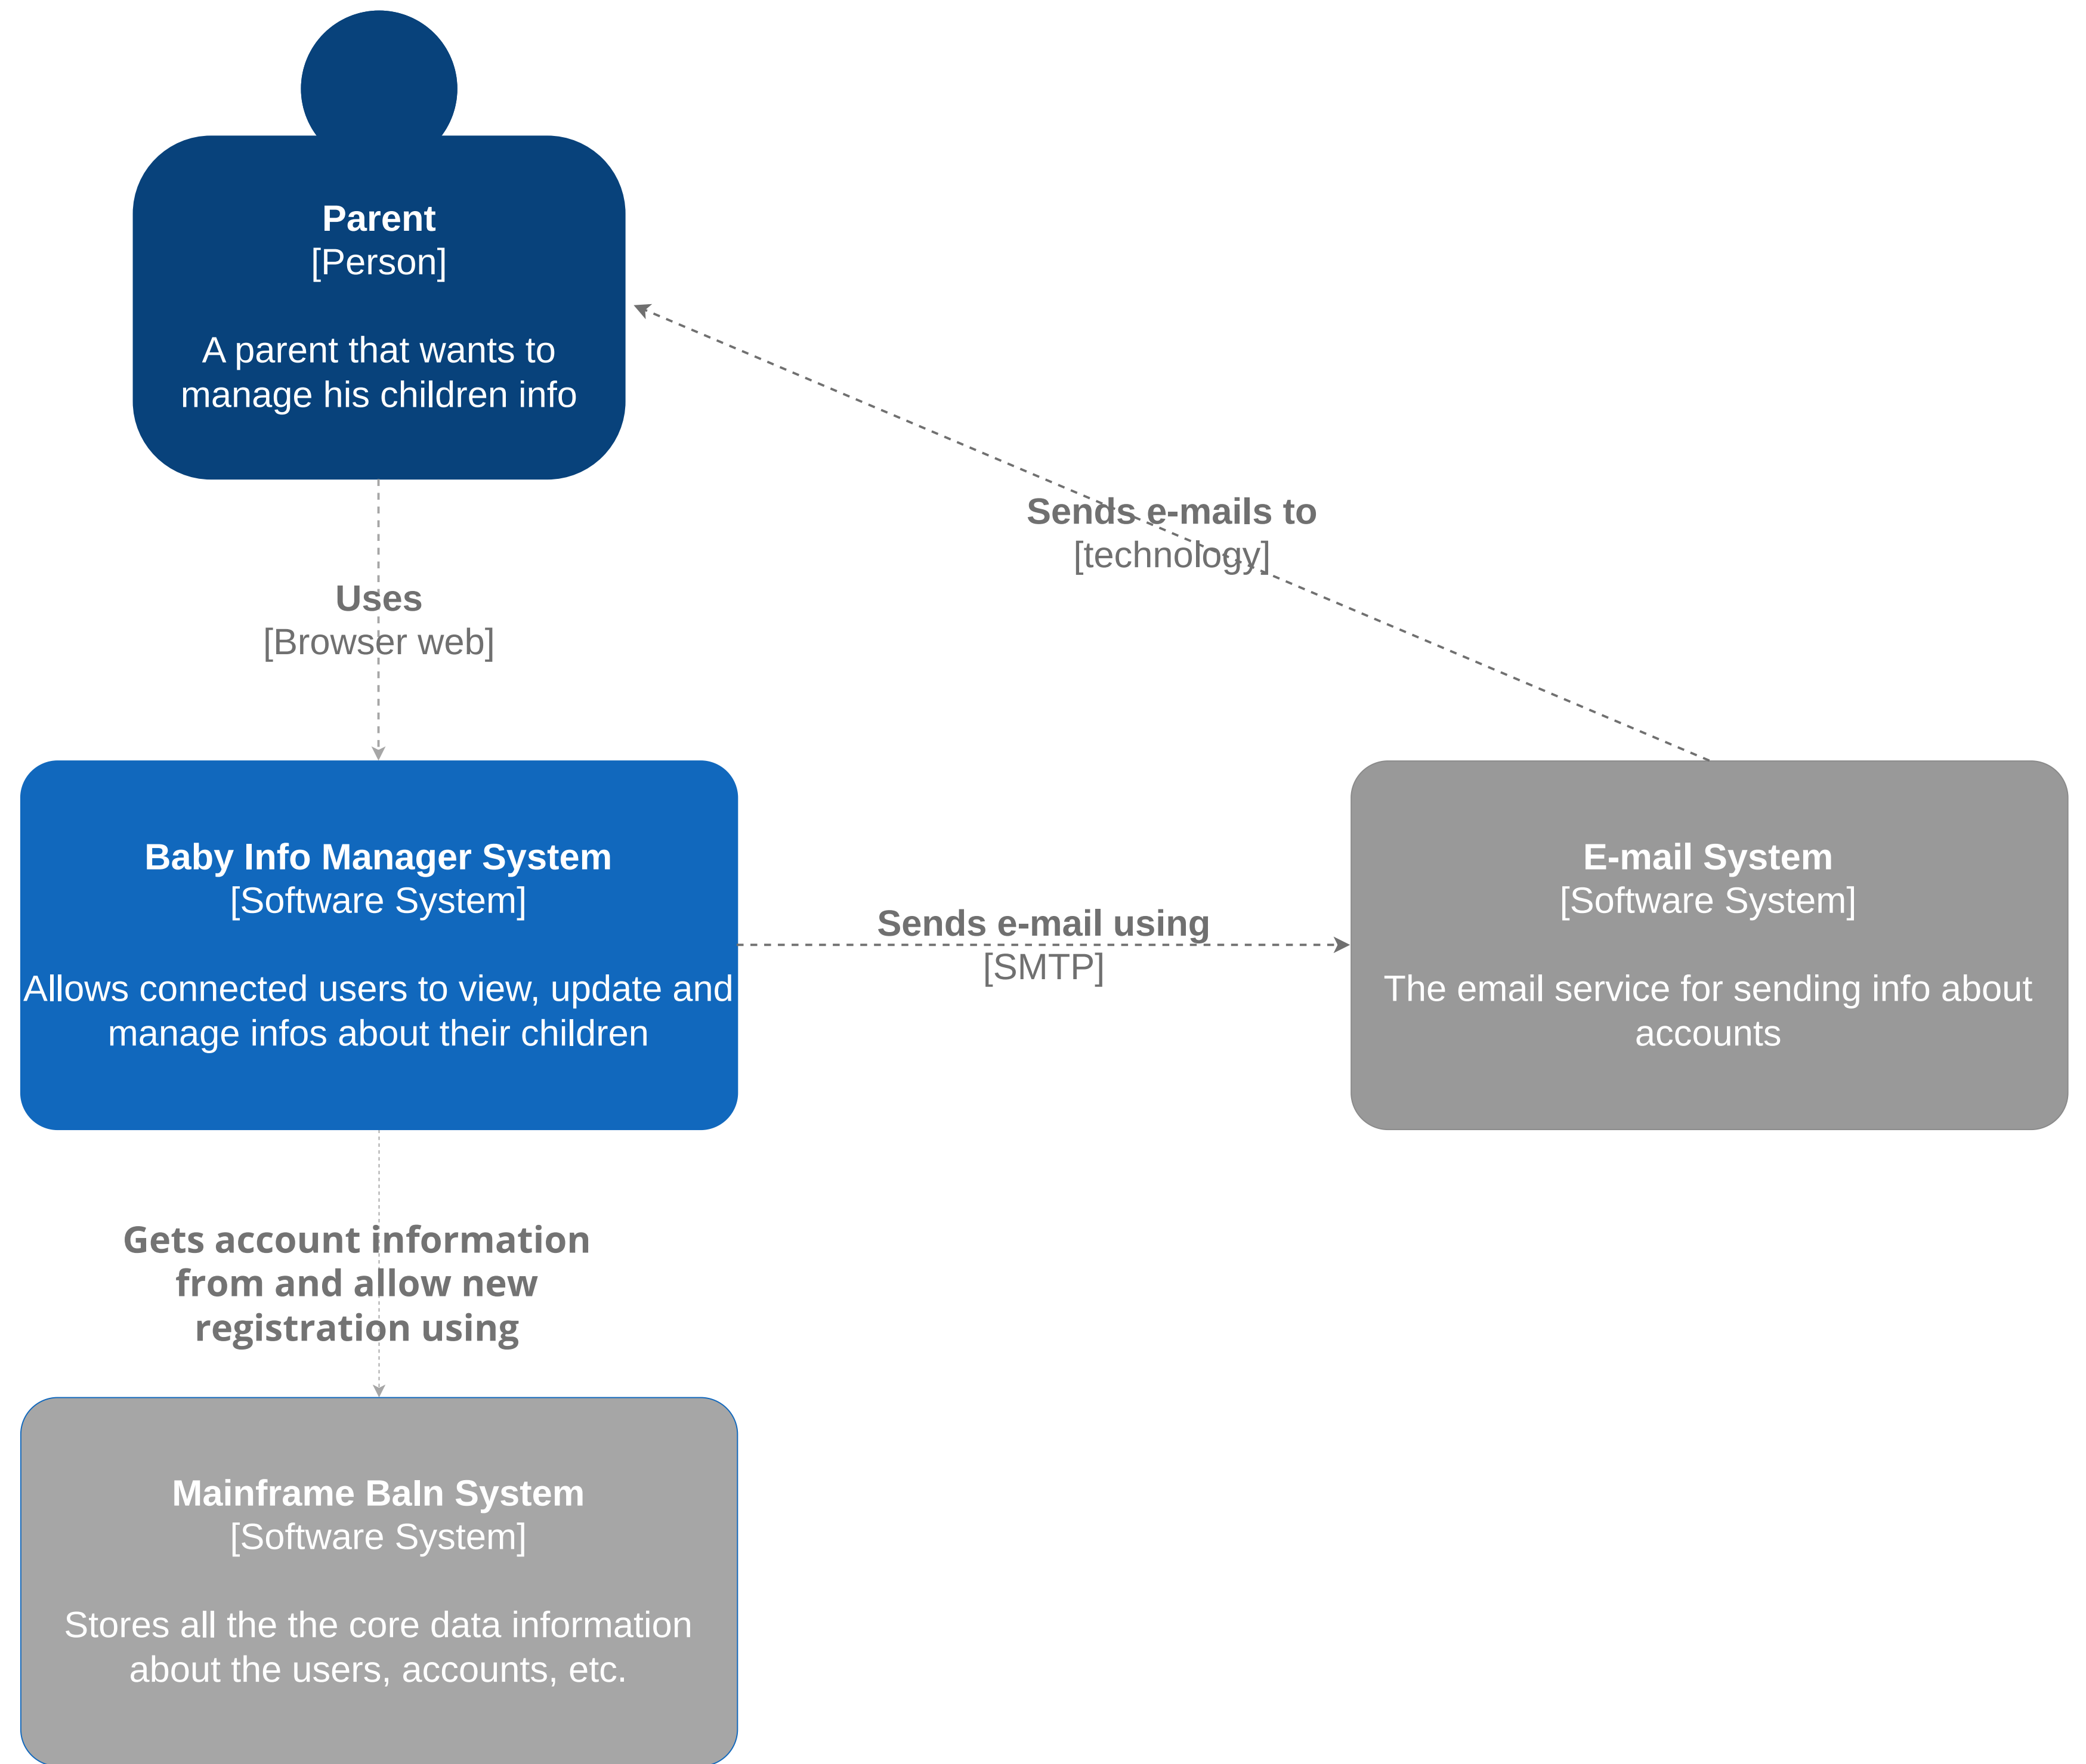 Parent
[Person]
A parent that wants to
manage his children info
Sends e-mails to
[technology]
Uses
[Browser web]
Baby Info Manager System
[Software System]
Allows connected users to view, update and
manage infos about their children
Sends e-mail using
[SMTP]
E-mail System
[Software System]
The email service for sending info about
accounts
Gets account information
from and allow new
registration using
Mainframe BaIn System
[Software System]
Stores all the the core data information
about the users, accounts, etc.